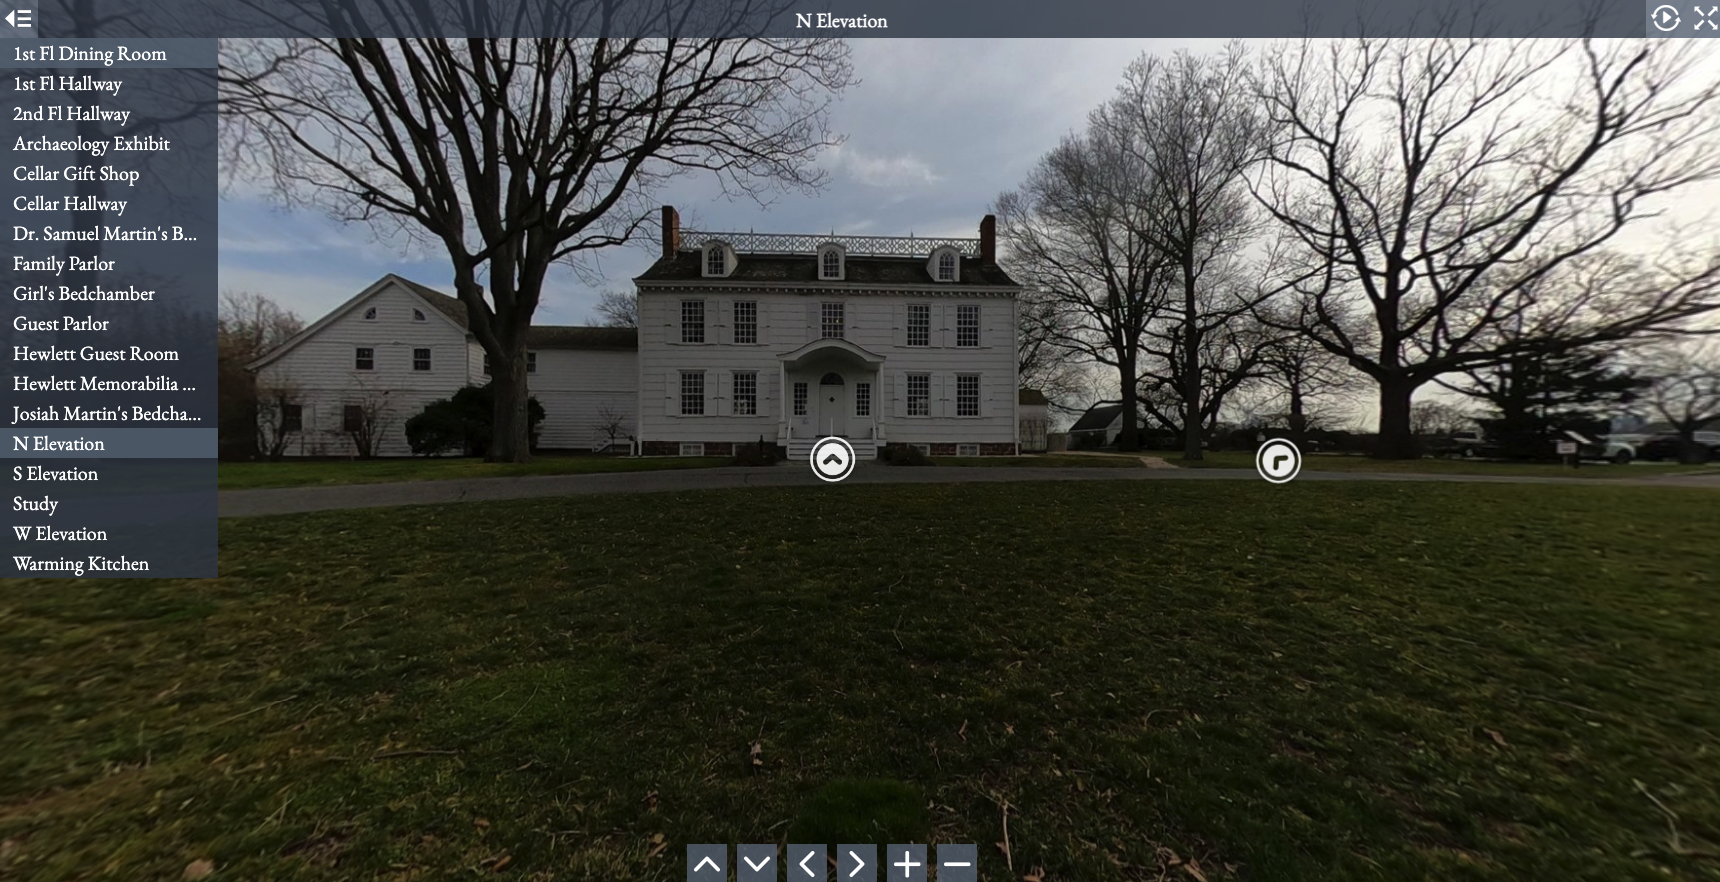 N Elevation
1st Fl Dining Room
1st Fl Hallway
2nd Fl Hallway
Archaeology Exhibit
Cellar Gift Shop
Cellar Hallway
Dr. Samuel Martin's B...
Family Parlor
Girl's Bedchamber
Guest Parlor
Hewlett Guest Room
Hewlett Memorabilia ...
Josiah Martin's Bedcha...
N Elevation
S Elevation
Study
W Elevation
Warming Kitchen